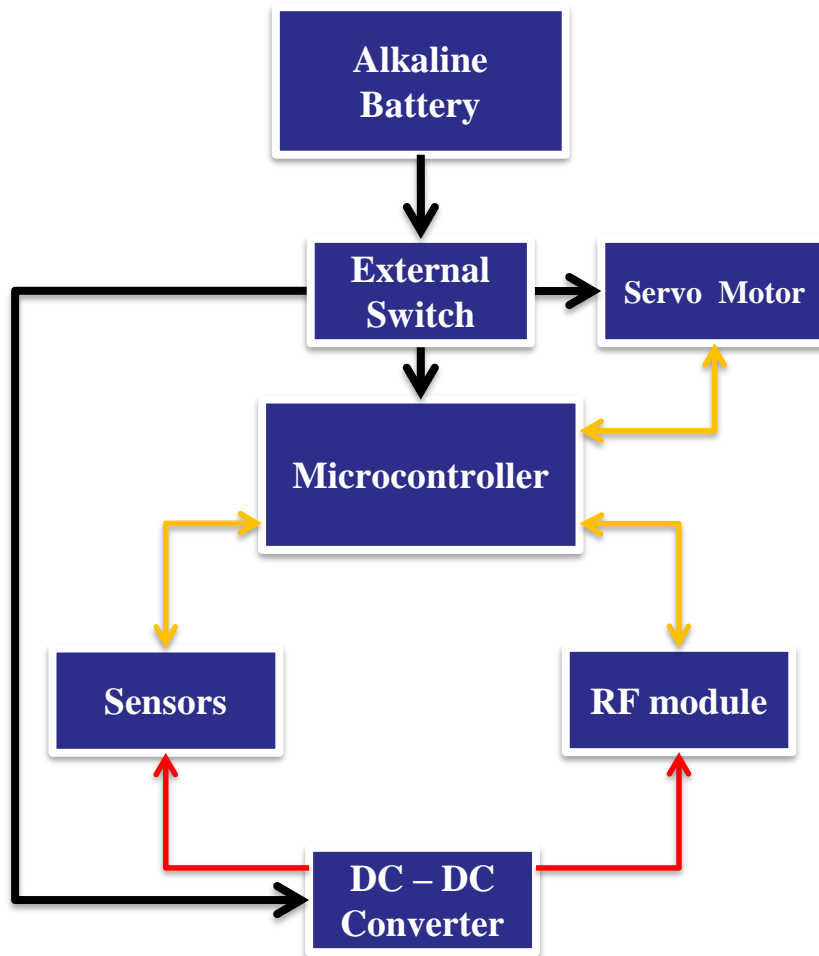 Alkaline
Battery
External
Switch
Servo  Motor
Microcontroller
Sensors
RF module
DC – DC
Converter